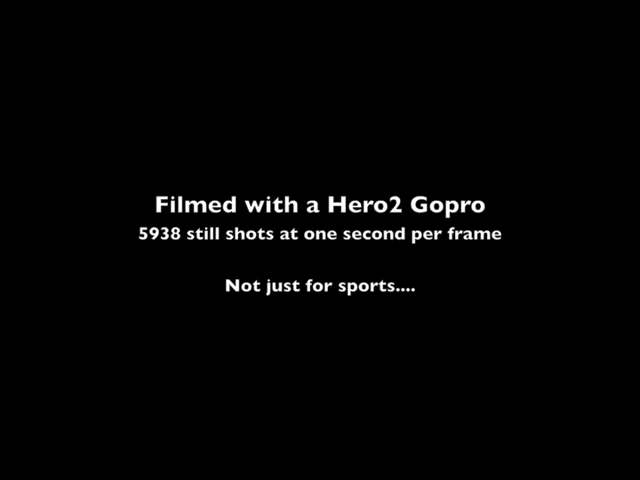 Filmed with a Hero2 Gopro
5938 still shots at one second per frame
Not just for sports....